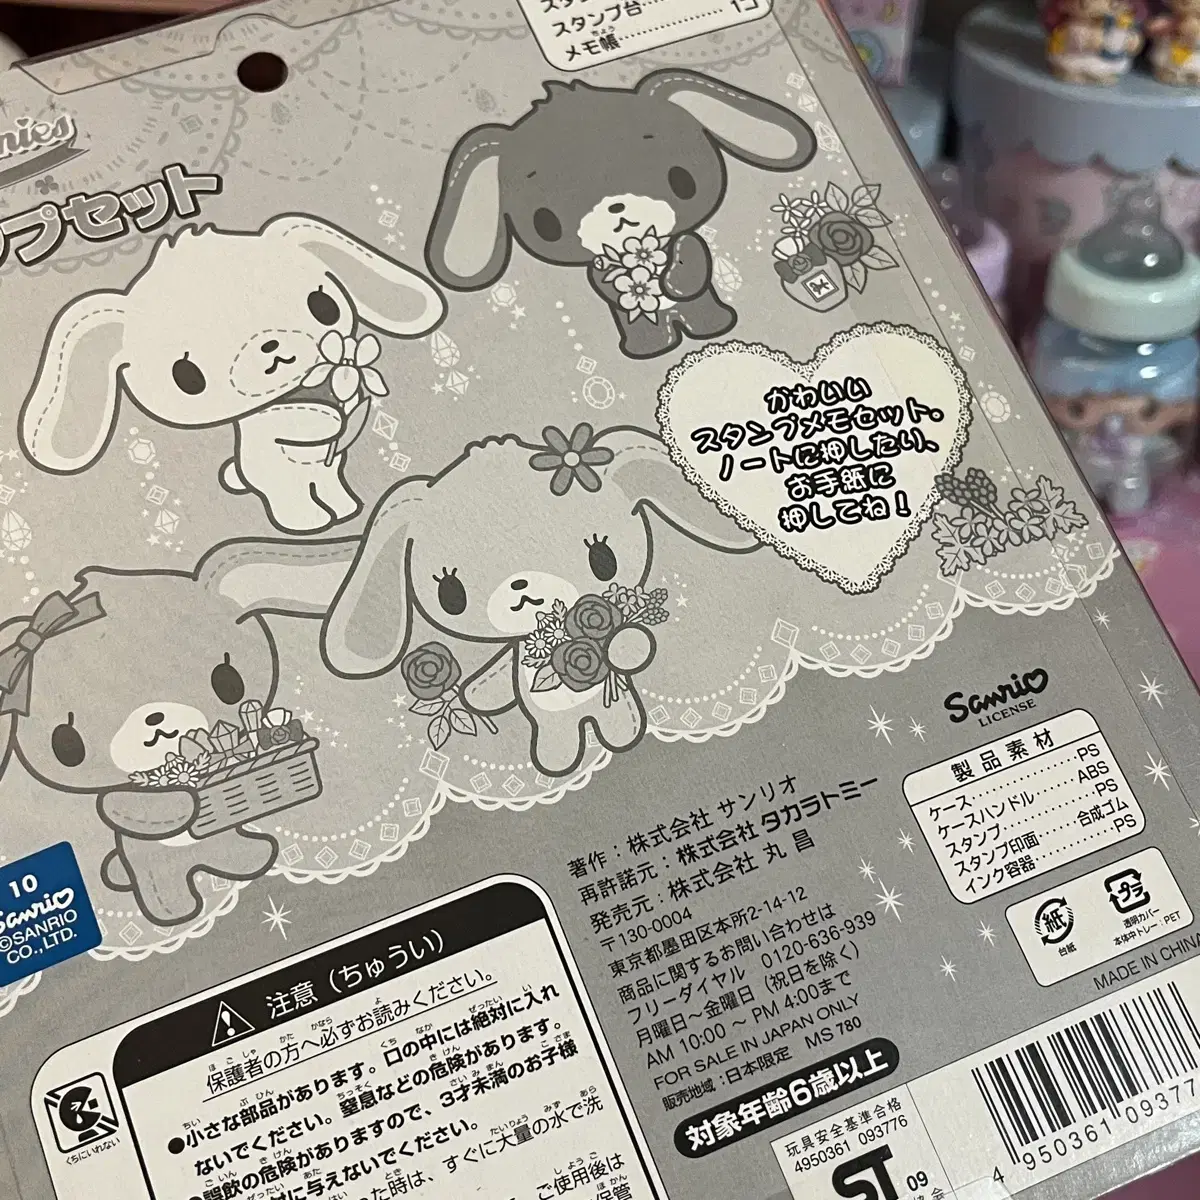 スタンプ台……………1コ
メモ帳
nies
プセット
かわいい
スタンプメモセット。
ノートに押したり、
お手紙に
押してね!
Sanrio
LICENSE
製品素材
ケース……PS
ケースハンドル……ABS
スタンプ……PS
スタンプ印面……合成ゴム
インク容器……PS
紙
台紙
プラ
透明カバー
本体中トレー:PET
著作:株式会社 サンリオ
再許諾元:株式会社 タカラトミー
発売元:株式会社 丸昌
〒130-0004
東京都墨田区本所2-14-12
商品に関するお問い合わせは
フリーダイヤル 0120-636-939
月曜日~金曜日(祝日を除く)
AM 10:00 ~ PM 4:00まで
FOR SALE IN JAPAN ONLY
販売地域:日本限定 MS 780
対象年齢6歳以上
MADE IN CHINA
10
Sanrio
©SANRIO
CO.,LTD.
注意(ちゅうい)
保護者の方へ必ずお読みください。
●小さな部品があります。口の中には絶対に入れ
ないでください。窒息などの危険があります。
●誤飲の危険がありますので、3才未満のお子様
には絶対に与えないでください。
時は、すぐに大量の水で洗
ご使用後は
くちにいれない
玩具安全基準合格
4950361 093776
ST
09
4 950361 09377